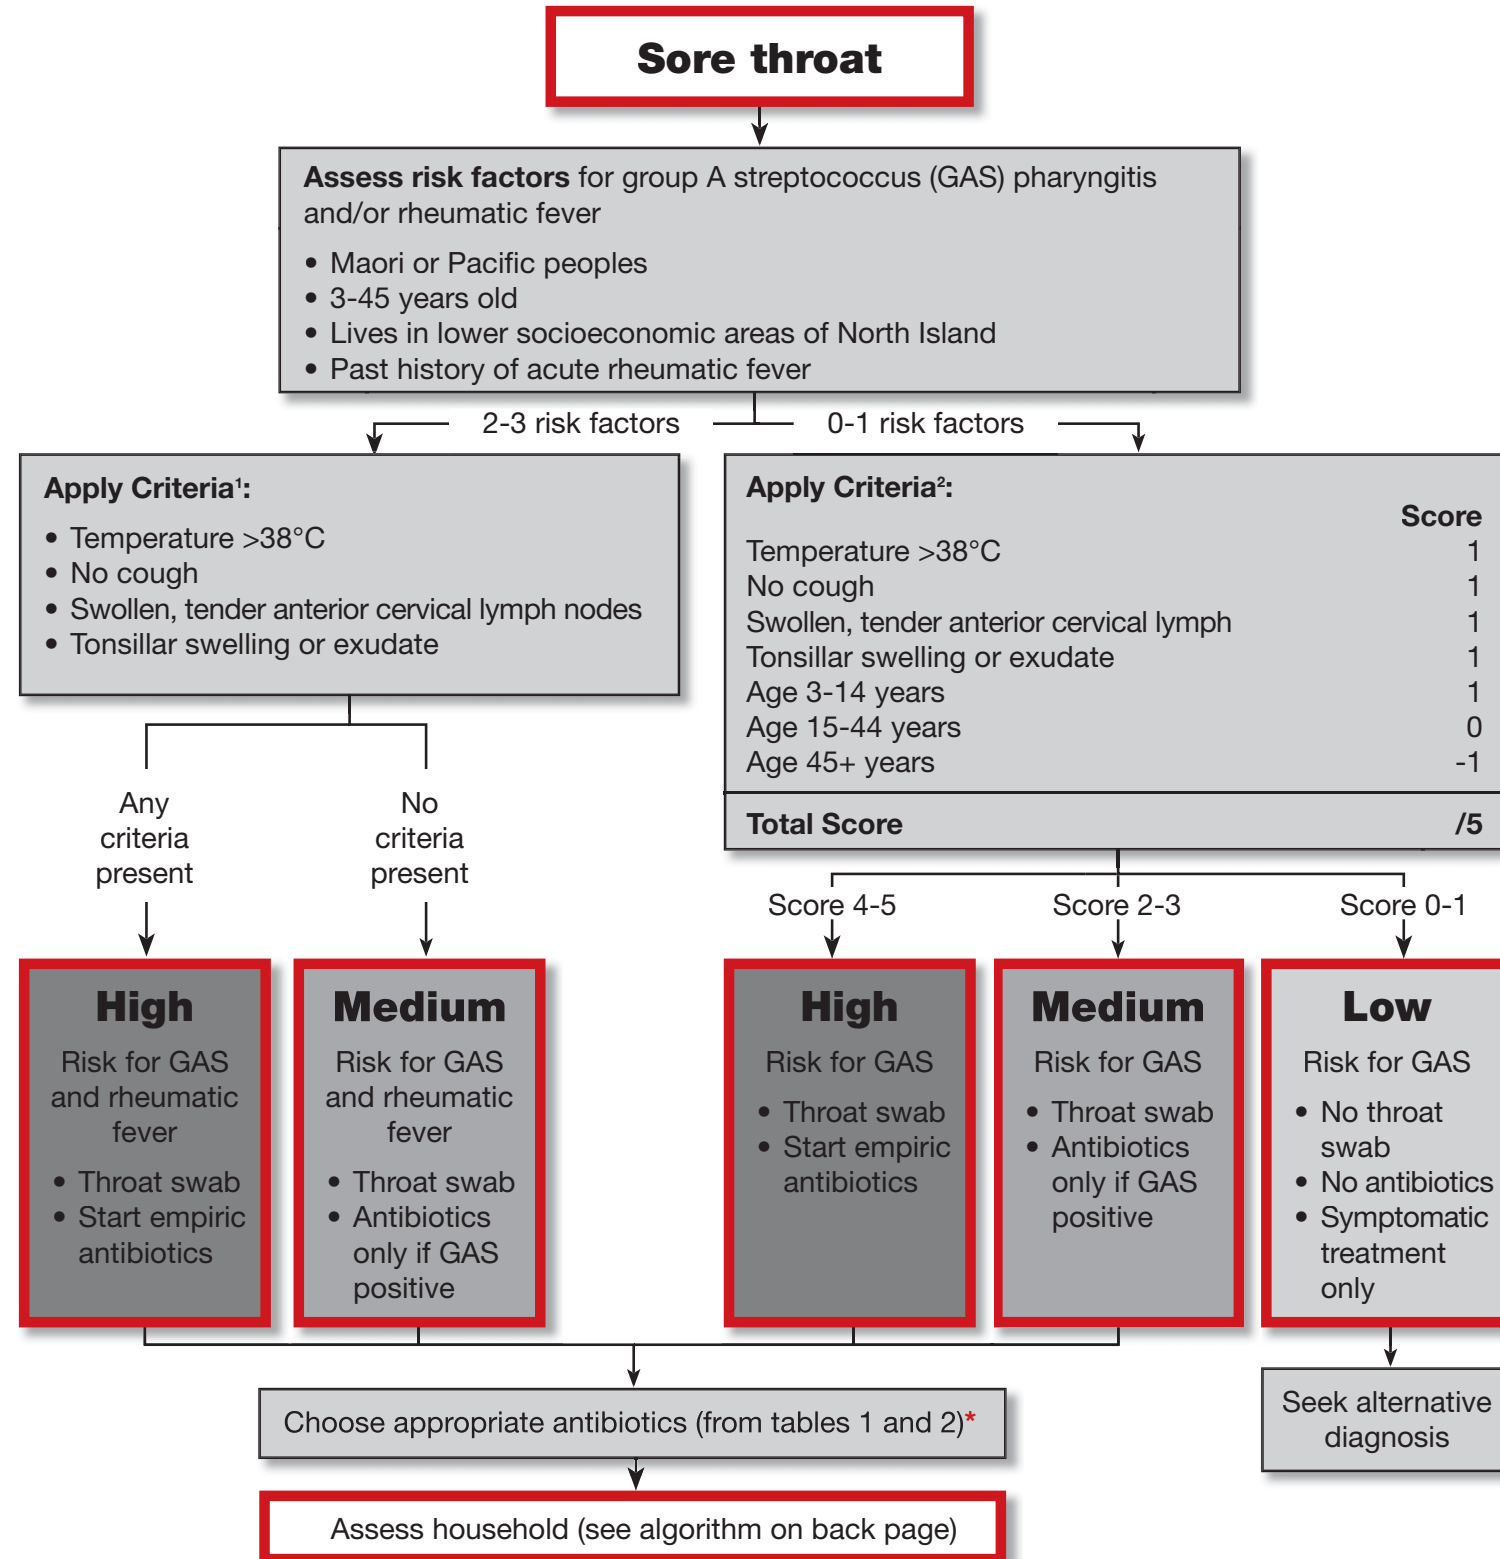 Sore throat
Assess risk factors for group A streptococcus (GAS) pharyngitis
and/or rheumatic fever
• Maori or Pacific peoples
• 3-45 years old
• Lives in lower socioeconomic areas of North Island
• Past history of acute rheumatic fever
2-3 risk factors
0-1 risk factors
Apply Criteria¹:
• Temperature >38°C
• No cough
• Swollen, tender anterior cervical lymph nodes
• Tonsillar swelling or exudate
Apply Criteria²:
Score
Temperature >38°C 1
No cough 1
Swollen, tender anterior cervical lymph 1
Tonsillar swelling or exudate 1
Age 3-14 years 1
Age 15-44 years 0
Age 45+ years -1
Total Score /5
Any
criteria
present
No
criteria
present
Score 4-5
Score 2-3
Score 0-1
High
Risk for GAS
and rheumatic
fever
• Throat swab
• Start empiric
antibiotics
Medium
Risk for GAS
and rheumatic
fever
• Throat swab
• Antibiotics
only if GAS
positive
High
Risk for GAS
• Throat swab
• Start empiric
antibiotics
Medium
Risk for GAS
• Throat swab
• Antibiotics
only if GAS
positive
Low
Risk for GAS
• No throat
swab
• No antibiotics
• Symptomatic
treatment
only
Choose appropriate antibiotics (from tables 1 and 2)*
Seek alternative
diagnosis
Assess household (see algorithm on back page)